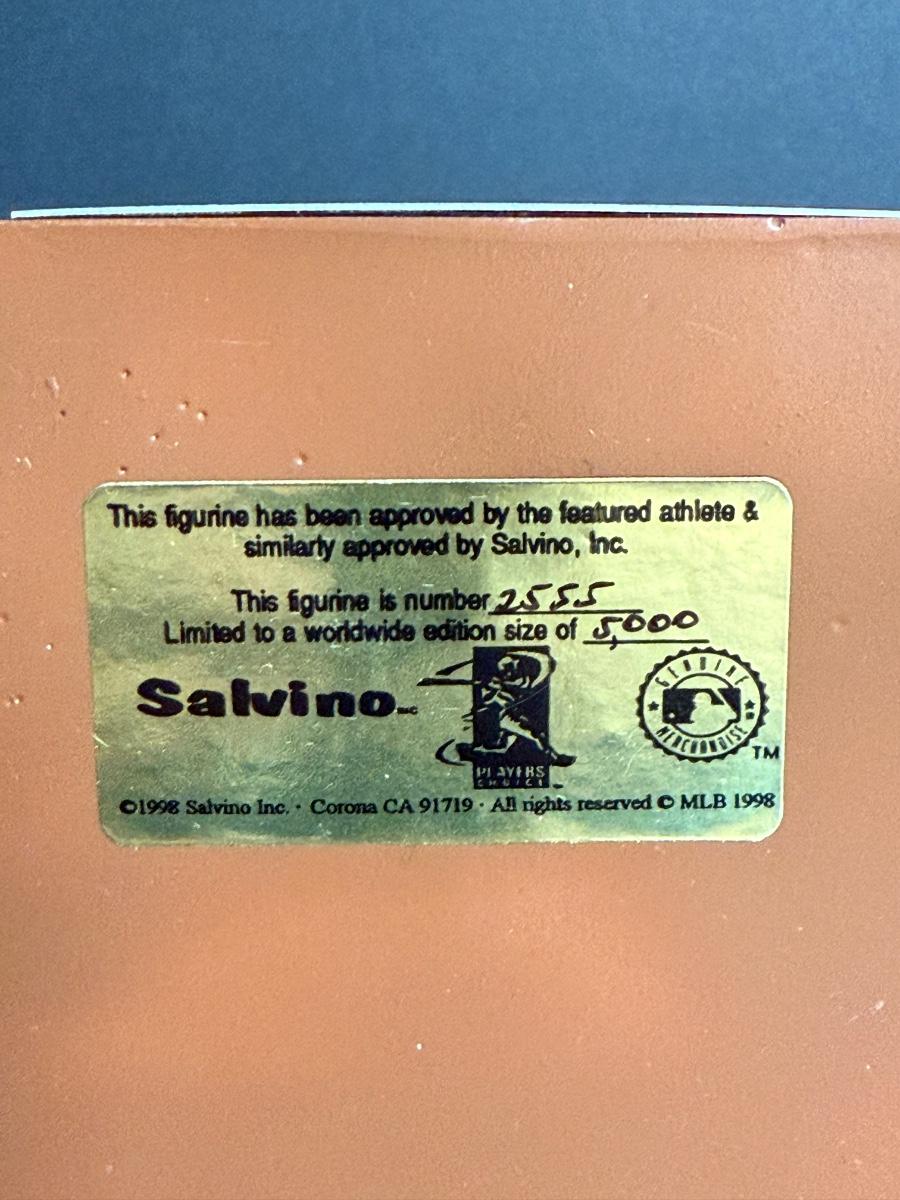 This figurine has been approved by the featured athlete &
similarly approved by Salvino, Inc.
This figurine is number 2555
Limited to a worldwide edition size of 5,000
Salvino INC
PLAYERS
CHOICE
GENUINE
MERCHANDISE
TM
©1998 Salvino Inc. · Corona CA 91719 · All rights reserved © MLB 1998